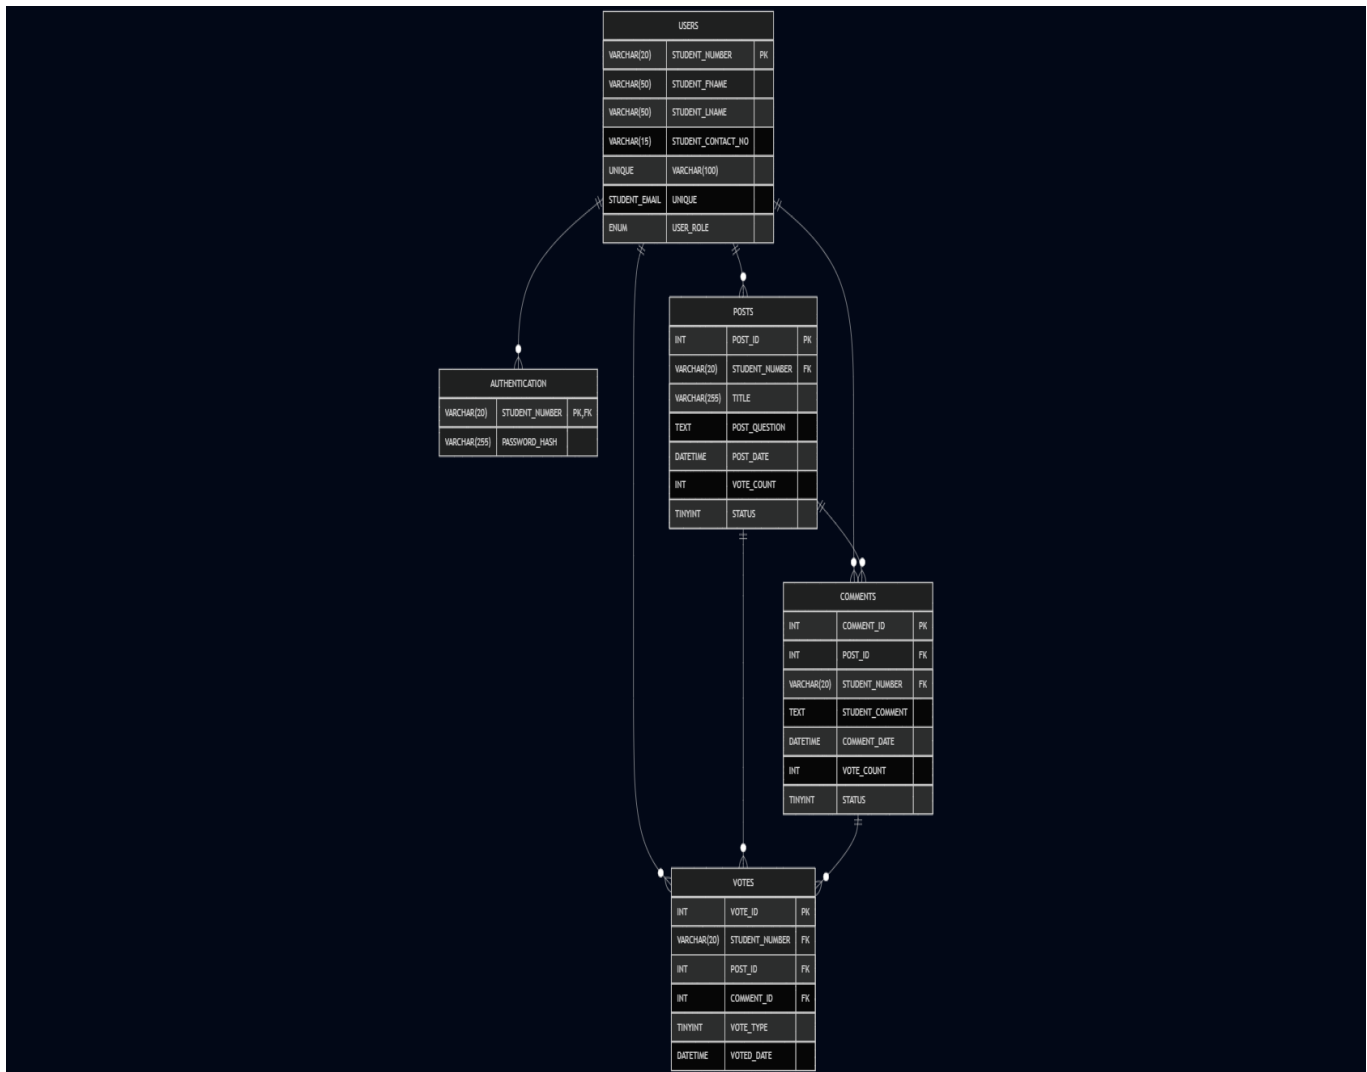 USERS
VARCHAR(20) STUDENT_NUMBER PK
VARCHAR(50) STUDENT_FNAME
VARCHAR(50) STUDENT_LNAME
VARCHAR(15) STUDENT_CONTACT_NO
UNIQUE VARCHAR(100)
STUDENT_EMAIL UNIQUE
ENUM USER_ROLE
POSTS
INT POST_ID PK
VARCHAR(20) STUDENT_NUMBER FK
VARCHAR(255) TITLE
TEXT POST_QUESTION
DATETIME POST_DATE
INT VOTE_COUNT
TINYINT STATUS
AUTHENTICATION
VARCHAR(20) STUDENT_NUMBER PK,FK
VARCHAR(255) PASSWORD_HASH
COMMENTS
INT COMMENT_ID PK
INT POST_ID FK
VARCHAR(20) STUDENT_NUMBER FK
TEXT STUDENT_COMMENT
DATETIME COMMENT_DATE
INT VOTE_COUNT
TINYINT STATUS
VOTES
INT VOTE_ID PK
VARCHAR(20) STUDENT_NUMBER FK
INT POST_ID FK
INT COMMENT_ID FK
TINYINT VOTE_TYPE
DATETIME VOTED_DATE